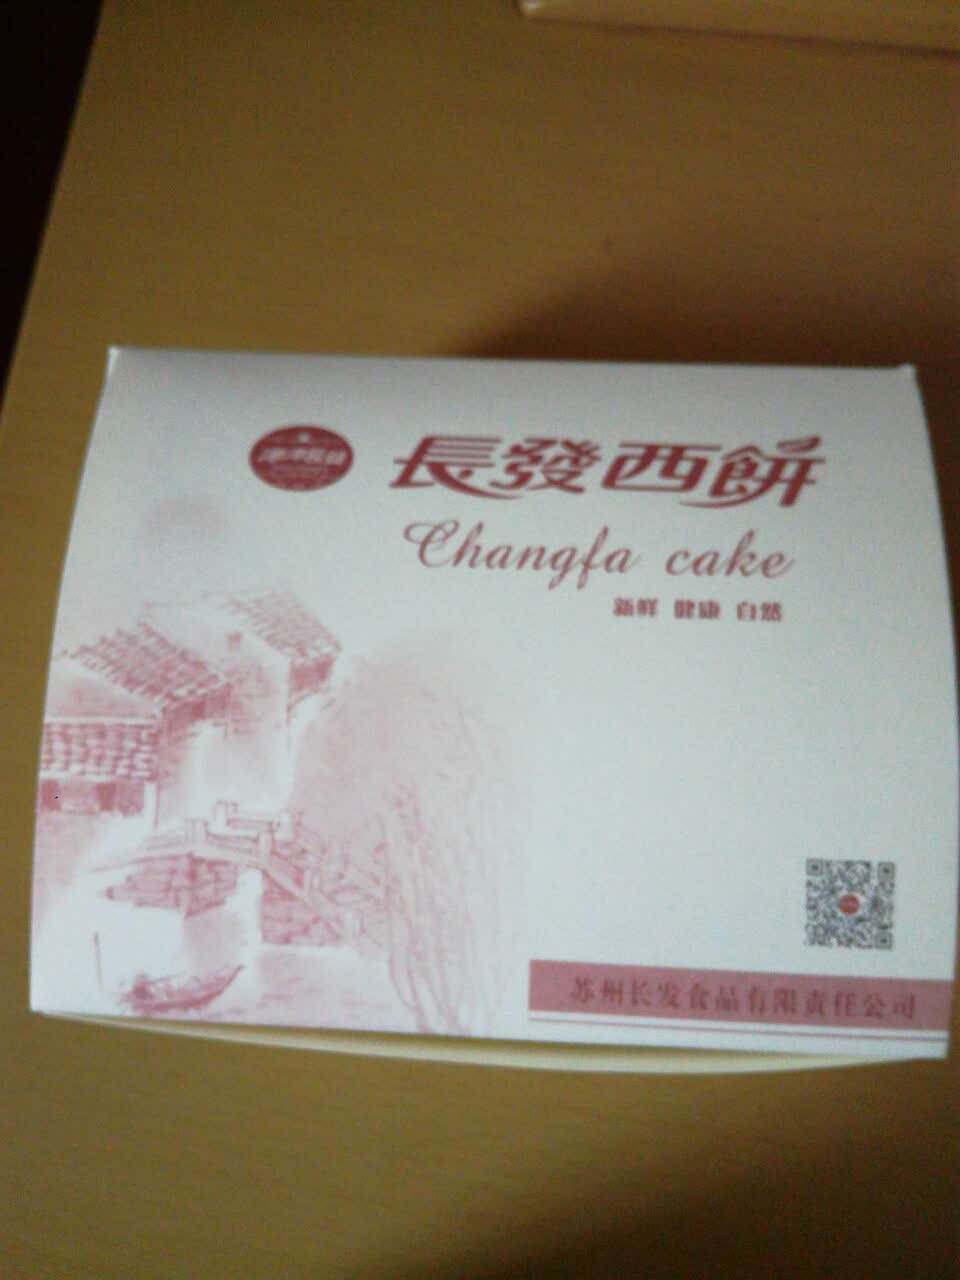 長發西餅
Changfa cake
新鲜 健康 自然
苏州长发食品有限责任公司